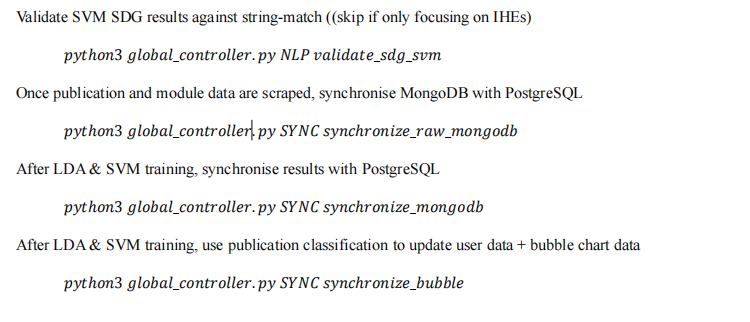 Validate SVM SDG results against string-match ((skip if only focusing on IHEs)
python3 global_controller.py NLP validate_sdg_svm
Once publication and module data are scraped, synchronise MongoDB with PostgreSQL
python3 global_controller.py SYNC synchronize_raw_mongodb
After LDA & SVM training, synchronise results with PostgreSQL
python3 global_controller.py SYNC synchronize_mongodb
After LDA & SVM training, use publication classification to update user data + bubble chart data
python3 global_controller.py SYNC synchronize_bubble